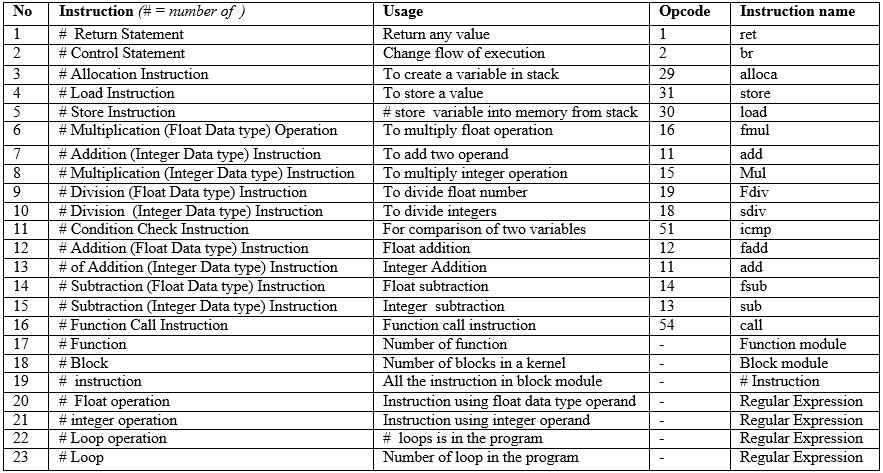 No Instruction (# = number of ) Usage Opcode Instruction name
1 # Return Statement Return any value 1 ret
2 # Control Statement Change flow of execution 2 br
3 # Allocation Instruction To create a variable in stack 29 alloca
4 # Load Instruction To store a value 31 store
5 # Store Instruction # store variable into memory from stack 30 load
6 # Multiplication (Float Data type) Operation To multiply float operation 16 fmul
7 # Addition (Integer Data type) Instruction To add two operand 11 add
8 # Multiplication (Integer Data type) Instruction To multiply integer operation 15 Mul
9 # Division (Float Data type) Instruction To divide float number 19 Fdiv
10 # Division (Integer Data type) Instruction To divide integers 18 sdiv
11 # Condition Check Instruction For comparison of two variables 51 icmp
12 # Addition (Float Data type) Instruction Float addition 12 fadd
13 # of Addition (Integer Data type) Instruction Integer Addition 11 add
14 # Subtraction (Float Data type) Instruction Float subtraction 14 fsub
15 # Subtraction (Integer Data type) Instruction Integer subtraction 13 sub
16 # Function Call Instruction Function call instruction 54 call
17 # Function Number of function - Function module
18 # Block Number of blocks in a kernel - Block module
19 # instruction All the instruction in block module - # Instruction
20 # Float operation Instruction using float data type operand - Regular Expression
21 # integer operation Instruction using integer operand - Regular Expression
22 # Loop operation # loops is in the program - Regular Expression
23 # Loop Number of loop in the program - Regular Expression